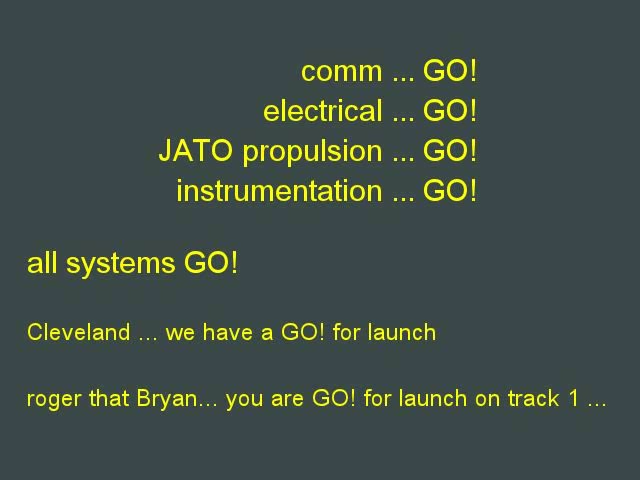 comm ... GO!
electrical ... GO!
JATO propulsion ... GO!
instrumentation ... GO!
all systems GO!
Cleveland ... we have a GO! for launch
roger that Bryan... you are GO! for launch on track 1 ...